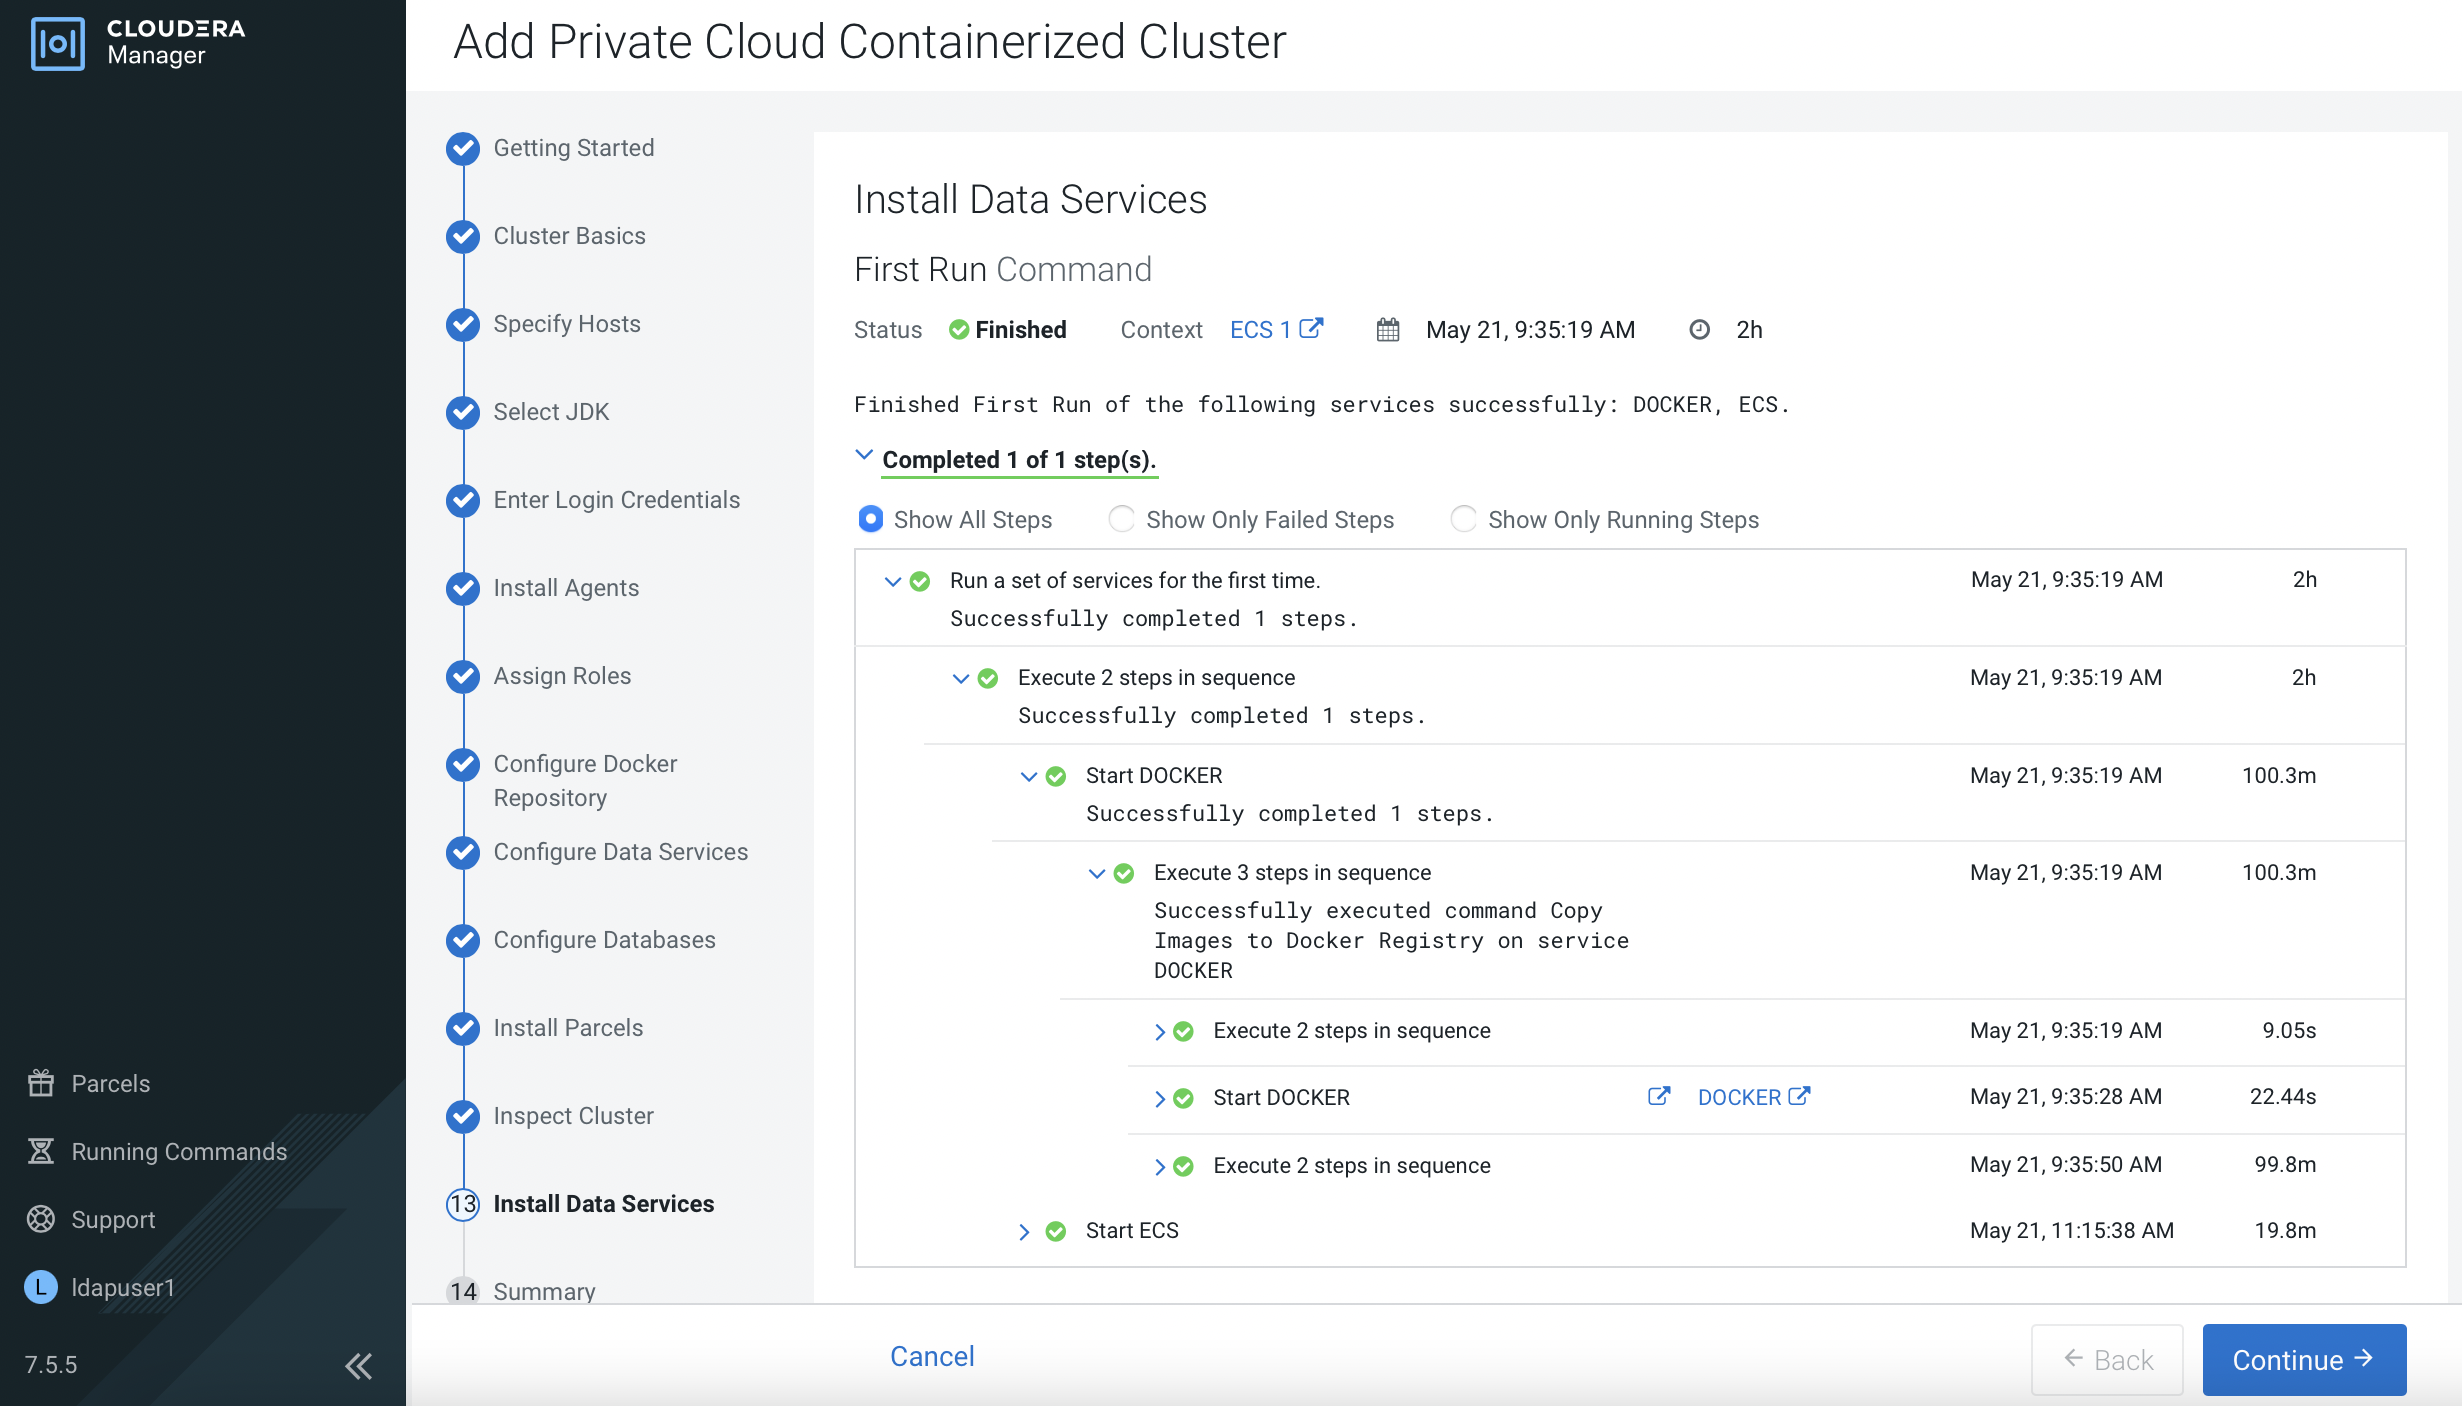 CLOUDERA
Manager
Add Private Cloud Containerized Cluster
Getting Started
Cluster Basics
Specify Hosts
Select JDK
Enter Login Credentials
Install Agents
Assign Roles
Configure Docker
Repository
Configure Data Services
Configure Databases
Install Parcels
Inspect Cluster
13 Install Data Services
14 Summary
Parcels
Running Commands
Support
L ldapuser1
7.5.5
Install Data Services
First Run Command
Status Finished Context ECS 1 May 21, 9:35:19 AM 2h
Finished First Run of the following services successfully: DOCKER, ECS.
Completed 1 of 1 step(s).
Show All Steps Show Only Failed Steps Show Only Running Steps
Run a set of services for the first time. May 21, 9:35:19 AM 2h
Successfully completed 1 steps.
Execute 2 steps in sequence May 21, 9:35:19 AM 2h
Successfully completed 1 steps.
Start DOCKER May 21, 9:35:19 AM 100.3m
Successfully completed 1 steps.
Execute 3 steps in sequence May 21, 9:35:19 AM 100.3m
Successfully executed command Copy
Images to Docker Registry on service
DOCKER
Execute 2 steps in sequence May 21, 9:35:19 AM 9.05s
Start DOCKER DOCKER May 21, 9:35:28 AM 22.44s
Execute 2 steps in sequence May 21, 9:35:50 AM 99.8m
Start ECS May 21, 11:15:38 AM 19.8m
Cancel
← Back
Continue →